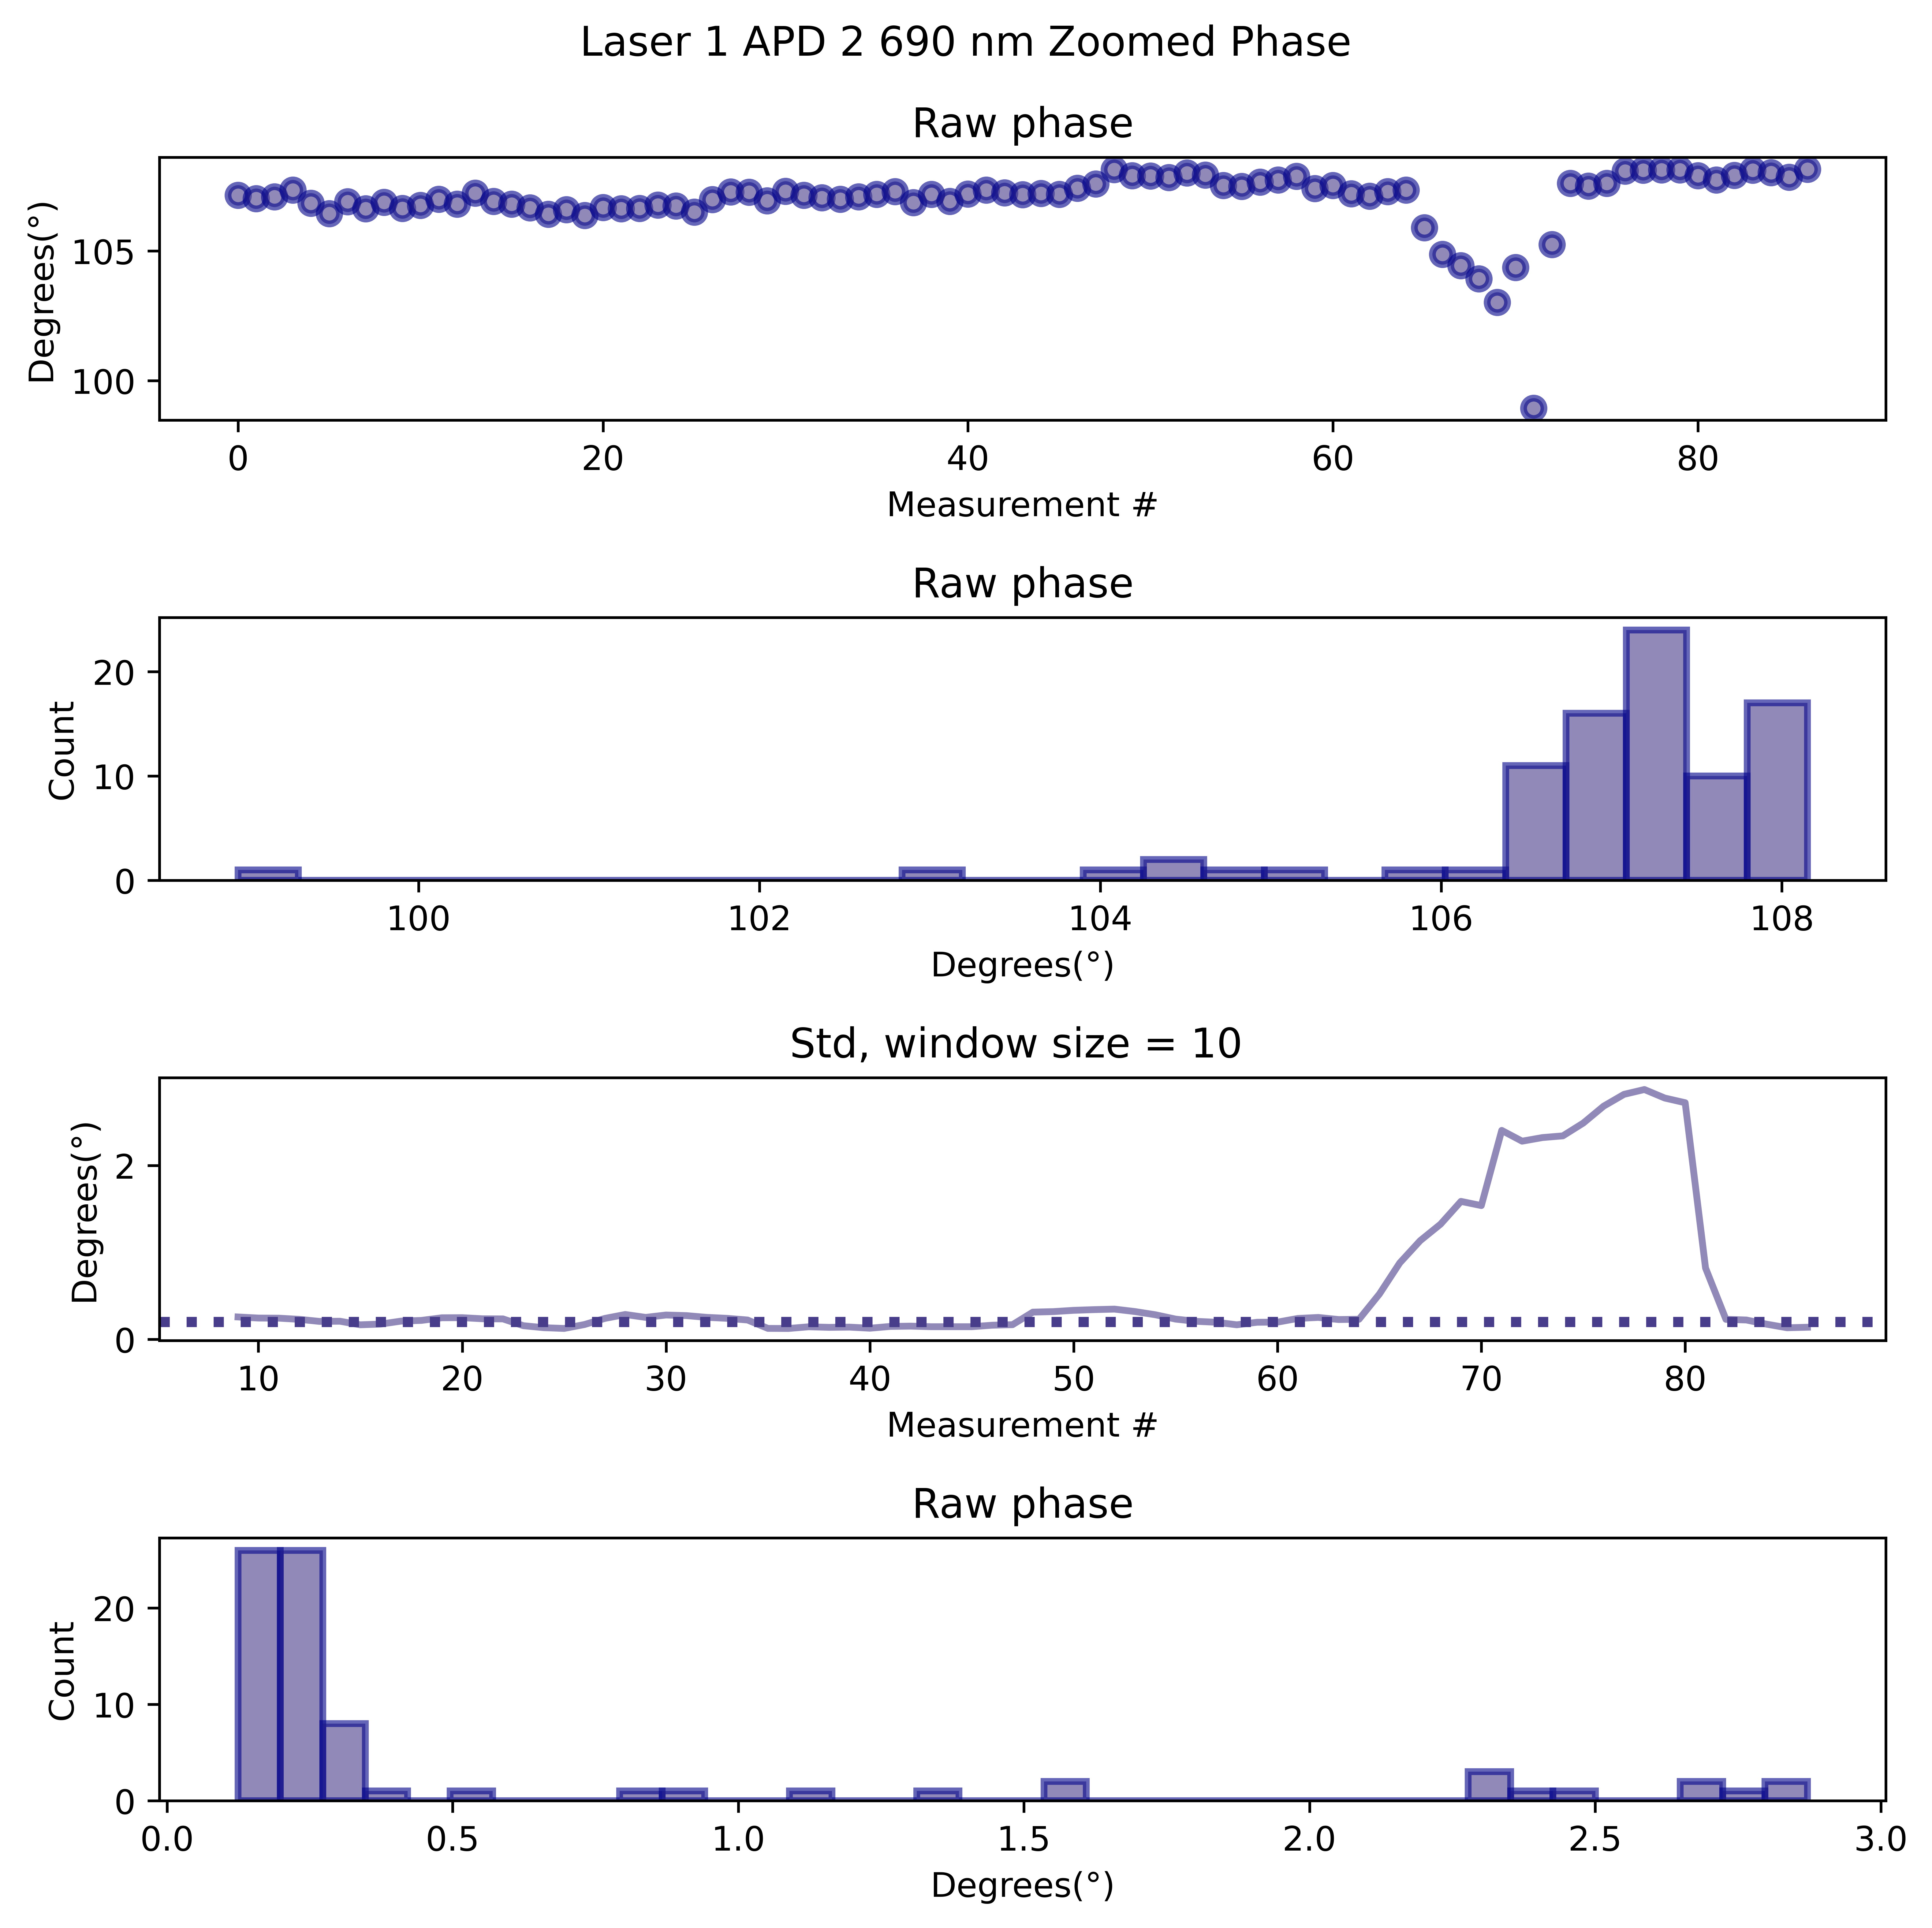 Laser 1 APD 2 690 nm Zoomed Phase
Raw phase
Degrees(°)
105
100
0 20 40 60 80
Measurement #
Raw phase
Count
20
10
0
100 102 104 106 108
Degrees(°)
Std, window size = 10
Degrees(°)
2
0
10 20 30 40 50 60 70 80
Measurement #
Raw phase
Count
20
10
0
0.0 0.5 1.0 1.5 2.0 2.5 3.0
Degrees(°)